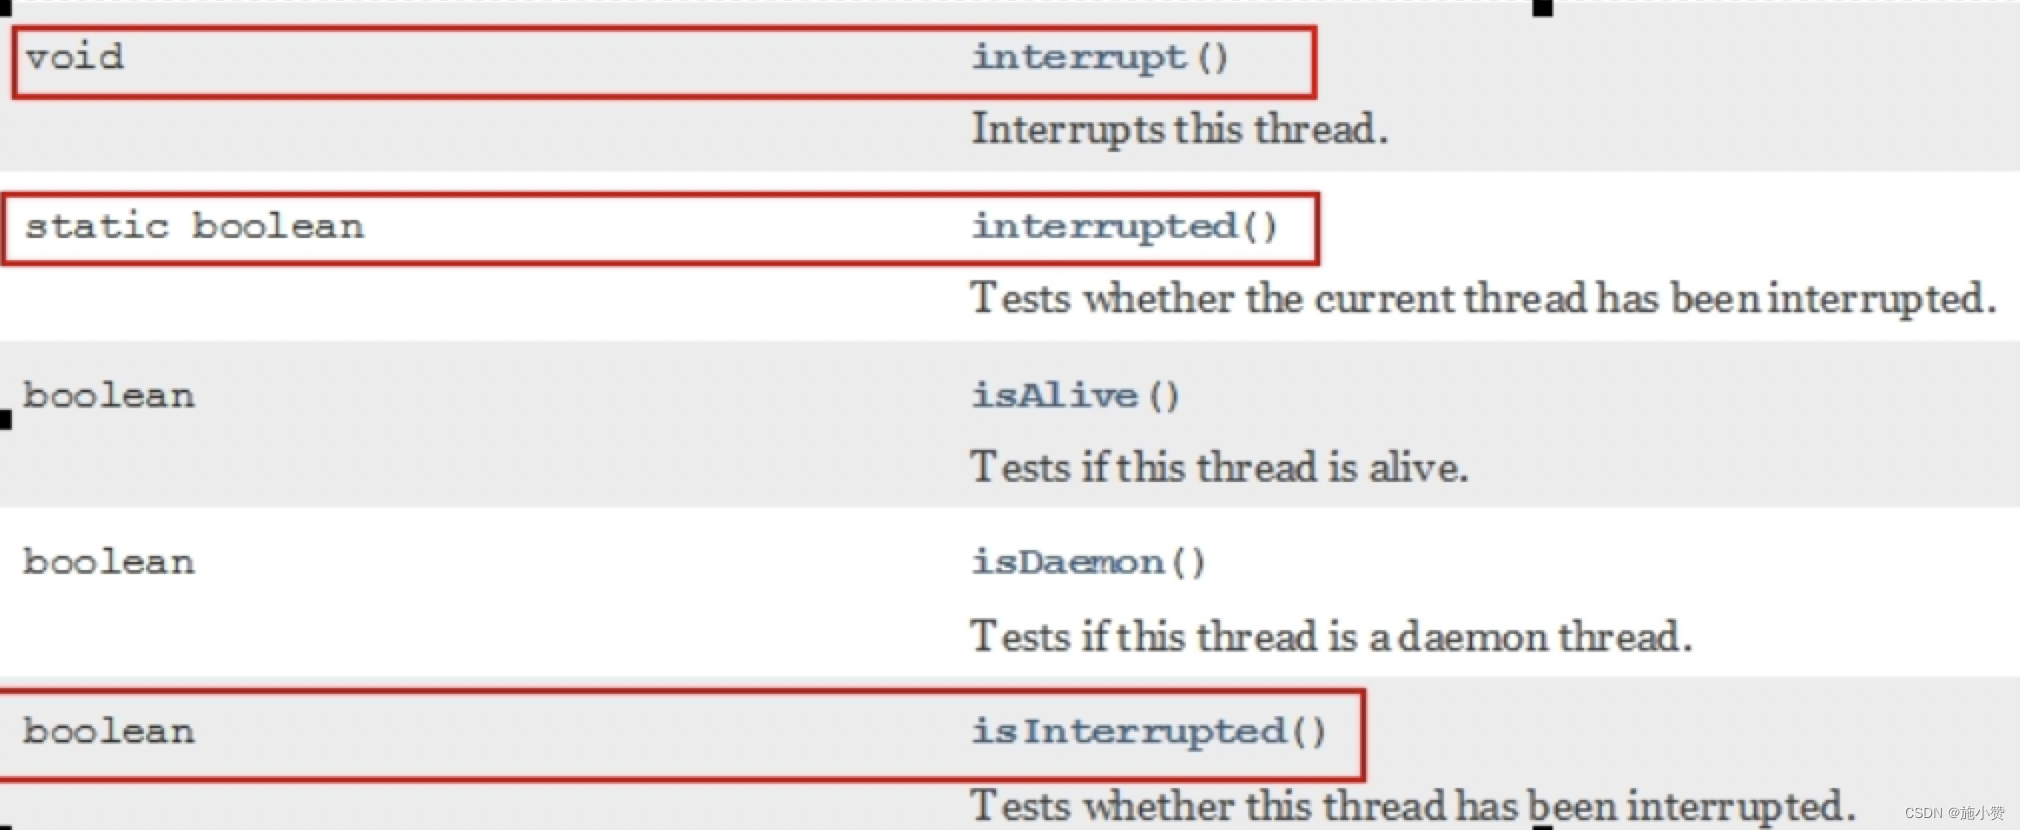 void interrupt()
Interrupts this thread.
static boolean interrupted()
Tests whether the current thread has been interrupted.
boolean isAlive()
Tests if this thread is alive.
boolean isDaemon()
Tests if this thread is a daemon thread.
boolean isInterrupted()
Tests whether this thread has been interrupted.
CSDN @施小赞